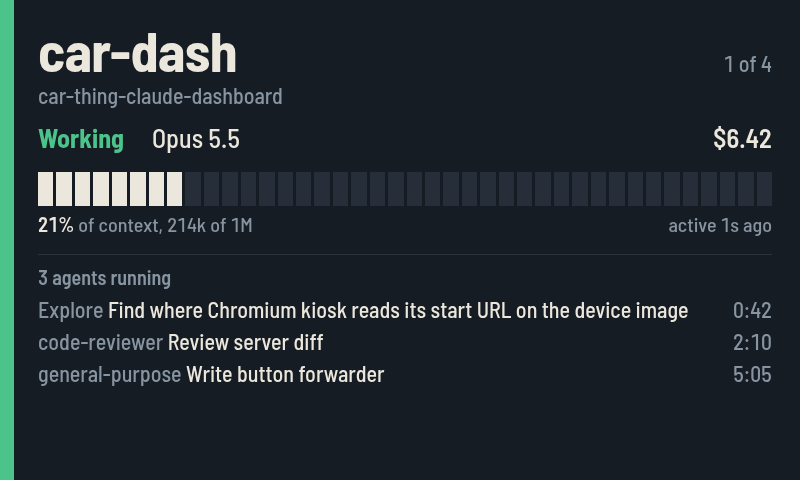 car-dash
1 of 4
car-thing-claude-dashboard
Working Opus 5.5 $6.42
21% of context, 214k of 1M active 1s ago
3 agents running
Explore Find where Chromium kiosk reads its start URL on the device image 0:42
code-reviewer Review server diff 2:10
general-purpose Write button forwarder 5:05